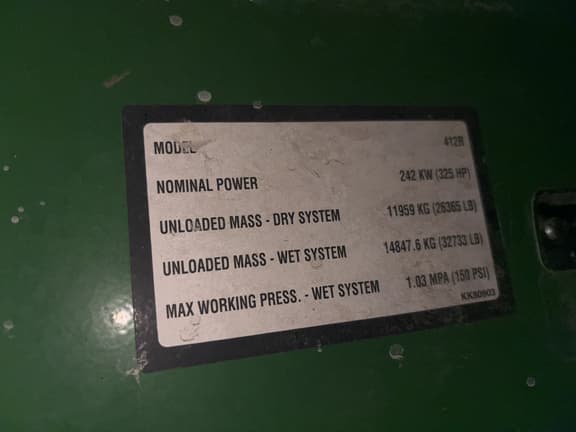 MODEL 412R
NOMINAL POWER 242 KW (325 HP)
UNLOADED MASS - DRY SYSTEM 11959 KG (26365 LB)
UNLOADED MASS - WET SYSTEM 14847.6 KG (32733 LB)
MAX WORKING PRESS. - WET SYSTEM 1.03 MPA (150 PSI)
KK80903